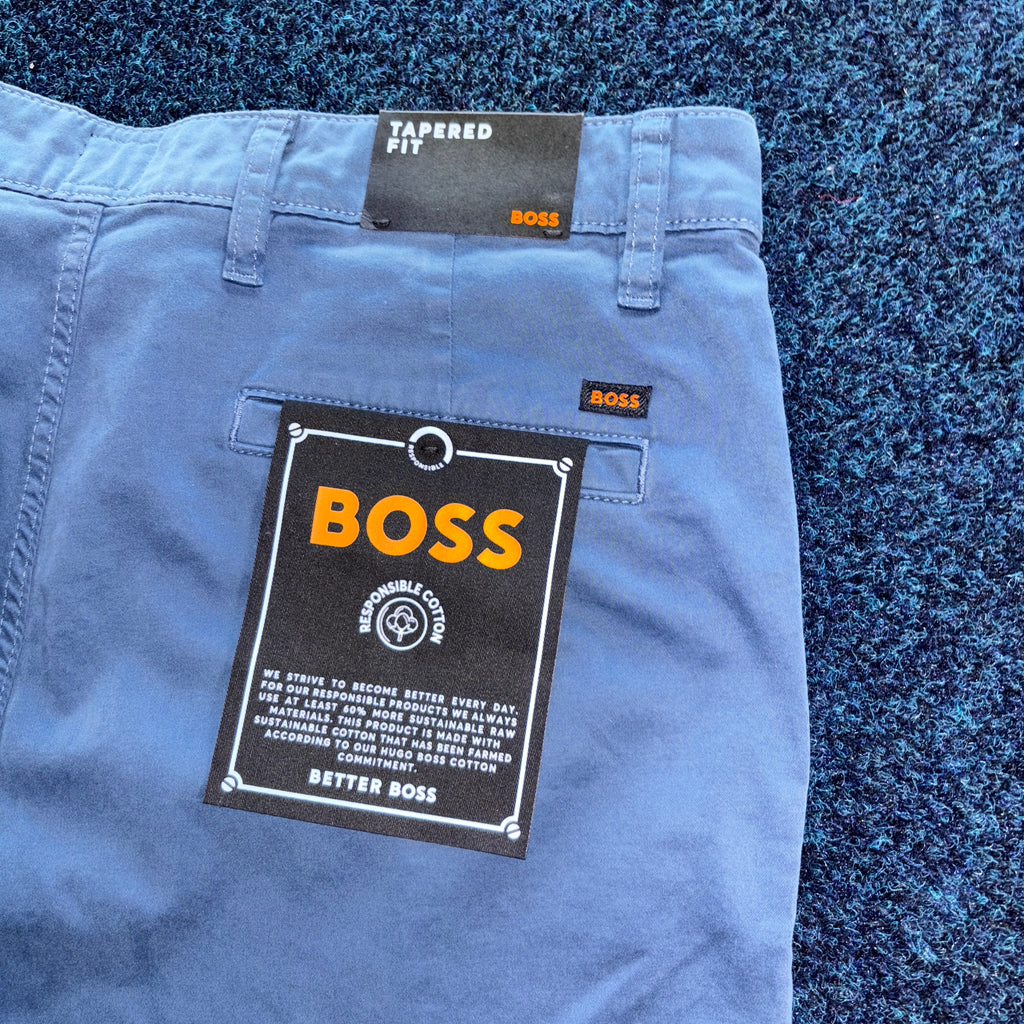 TAPERED
FIT
BOSS
BOSS
RESPONSIBLE
BOSS
RESPONSIBLE COTTON
WE STRIVE TO BECOME BETTER EVERY DAY.
FOR OUR RESPONSIBLE PRODUCTS WE ALWAYS
USE AT LEAST 60% MORE SUSTAINABLE RAW
MATERIALS. THIS PRODUCT IS MADE WITH
SUSTAINABLE COTTON THAT HAS BEEN FARMED
ACCORDING TO OUR HUGO BOSS COTTON
COMMITMENT.
BETTER BOSS